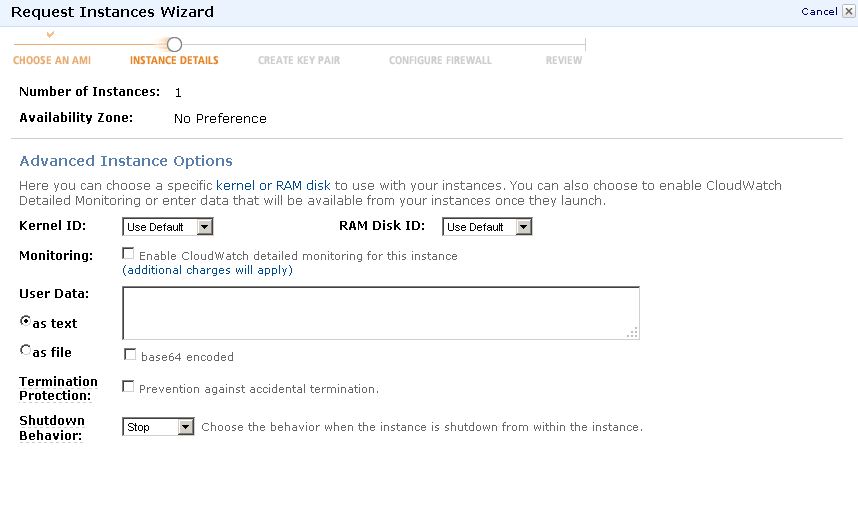 Request Instances Wizard
Cancel
CHOOSE AN AMI INSTANCE DETAILS CREATE KEY PAIR CONFIGURE FIREWALL REVIEW
Number of Instances: 1
Availability Zone: No Preference
Advanced Instance Options
Here you can choose a specific kernel or RAM disk to use with your instances. You can also choose to enable CloudWatch
Detailed Monitoring or enter data that will be available from your instances once they launch.
Kernel ID: Use Default RAM Disk ID: Use Default
Monitoring: Enable CloudWatch detailed monitoring for this instance
(additional charges will apply)
User Data:
as text
as file
base64 encoded
Termination
Protection: Prevention against accidental termination.
Shutdown
Behavior: Stop Choose the behavior when the instance is shutdown from within the instance.